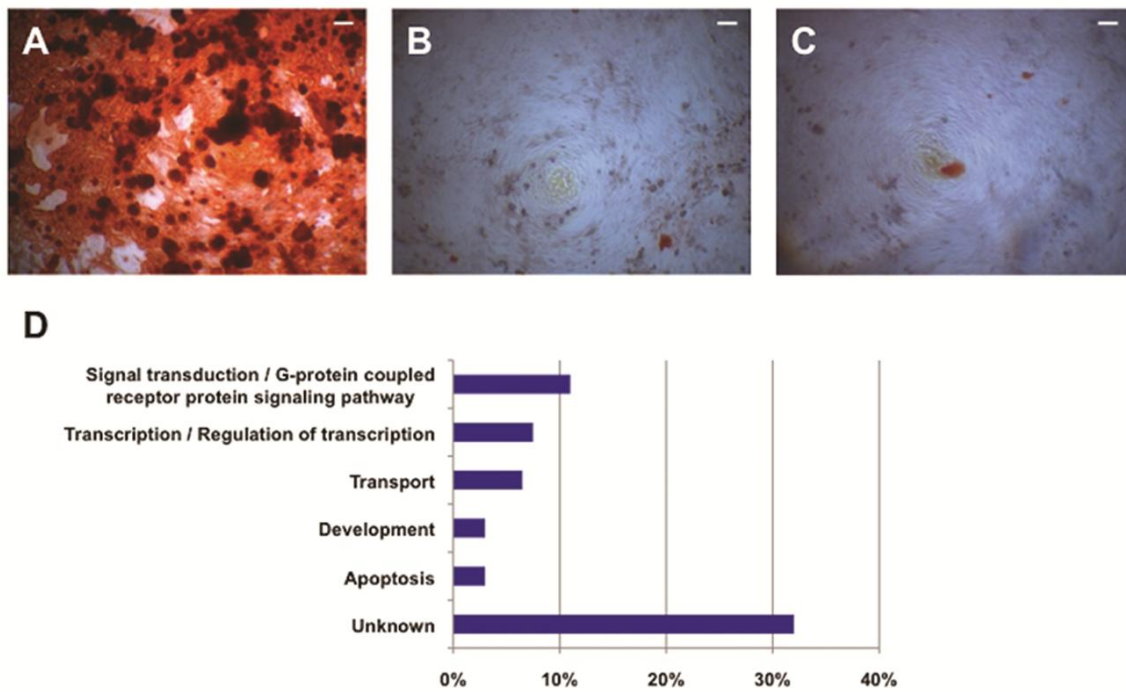 A
B
C
D
Signal transduction / G-protein coupled
receptor protein signaling pathway
Transcription / Regulation of transcription
Transport
Development
Apoptosis
Unknown
0% 10% 20% 30% 40%